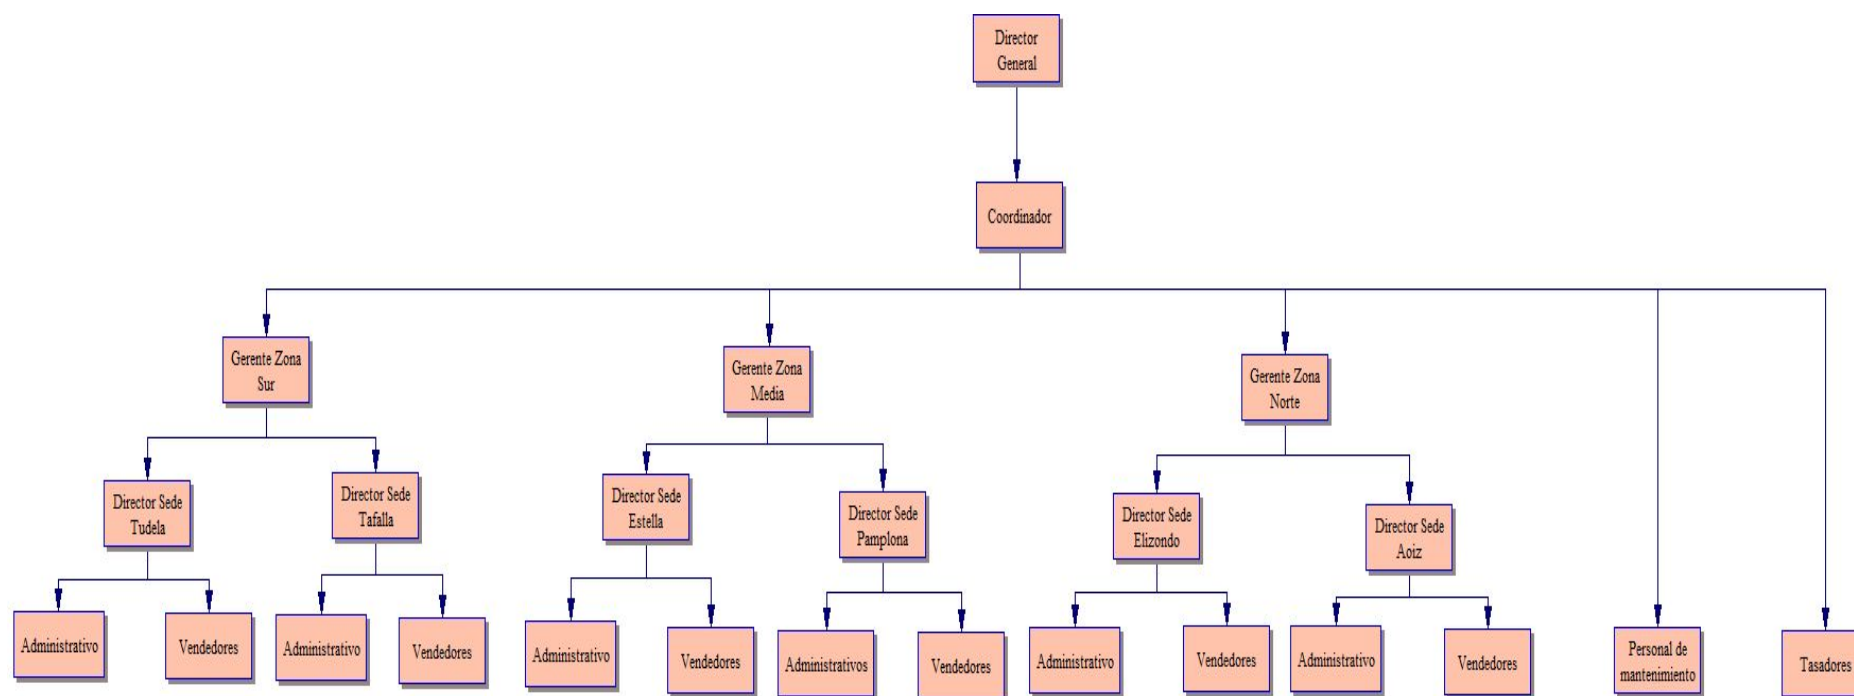 Director
General
Coordinador
Gerente Zona
Sur
Gerente Zona
Media
Gerente Zona
Norte
Director Sede
Tudela
Director Sede
Tafalla
Director Sede
Estella
Director Sede
Pamplona
Director Sede
Elizondo
Director Sede
Aoiz
Administrativo
Vendedores
Administrativo
Vendedores
Administrativo
Vendedores
Administrativos
Vendedores
Administrativo
Vendedores
Administrativo
Vendedores
Personal de
mantenimiento
Tasadores